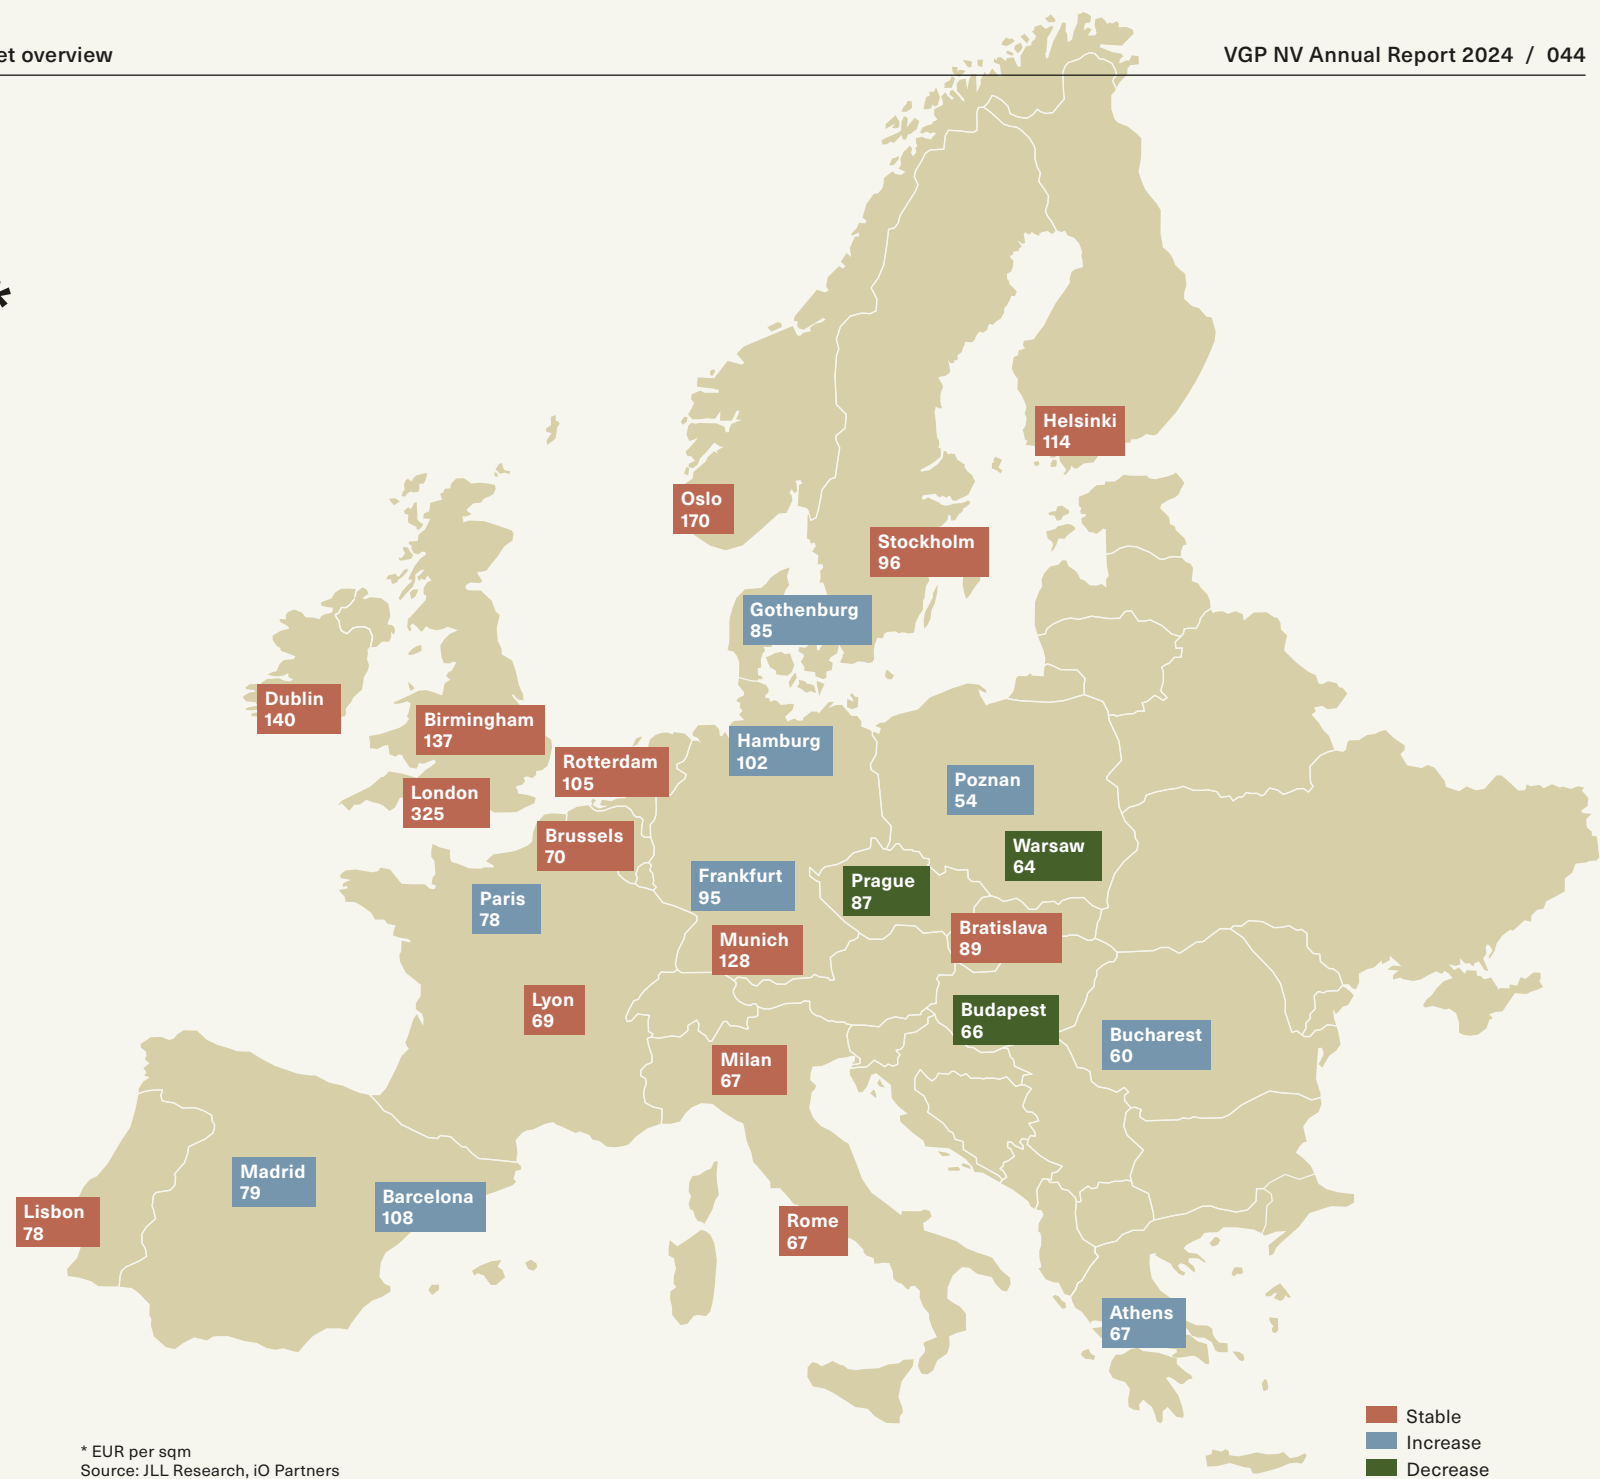 et overview
VGP NV Annual Report 2024 / 044
*
Helsinki
114
Oslo
170
Stockholm
96
Gothenburg
85
Dublin
140
Birmingham
137
Hamburg
102
Rotterdam
105
Poznan
54
London
325
Brussels
70
Warsaw
64
Frankfurt
95
Prague
87
Paris
78
Bratislava
89
Munich
128
Lyon
69
Budapest
66
Bucharest
60
Milan
67
Madrid
79
Barcelona
108
Lisbon
78
Rome
67
Athens
67
Stable
Increase
Decrease
* EUR per sqm
Source: JLL Research, iO Partners